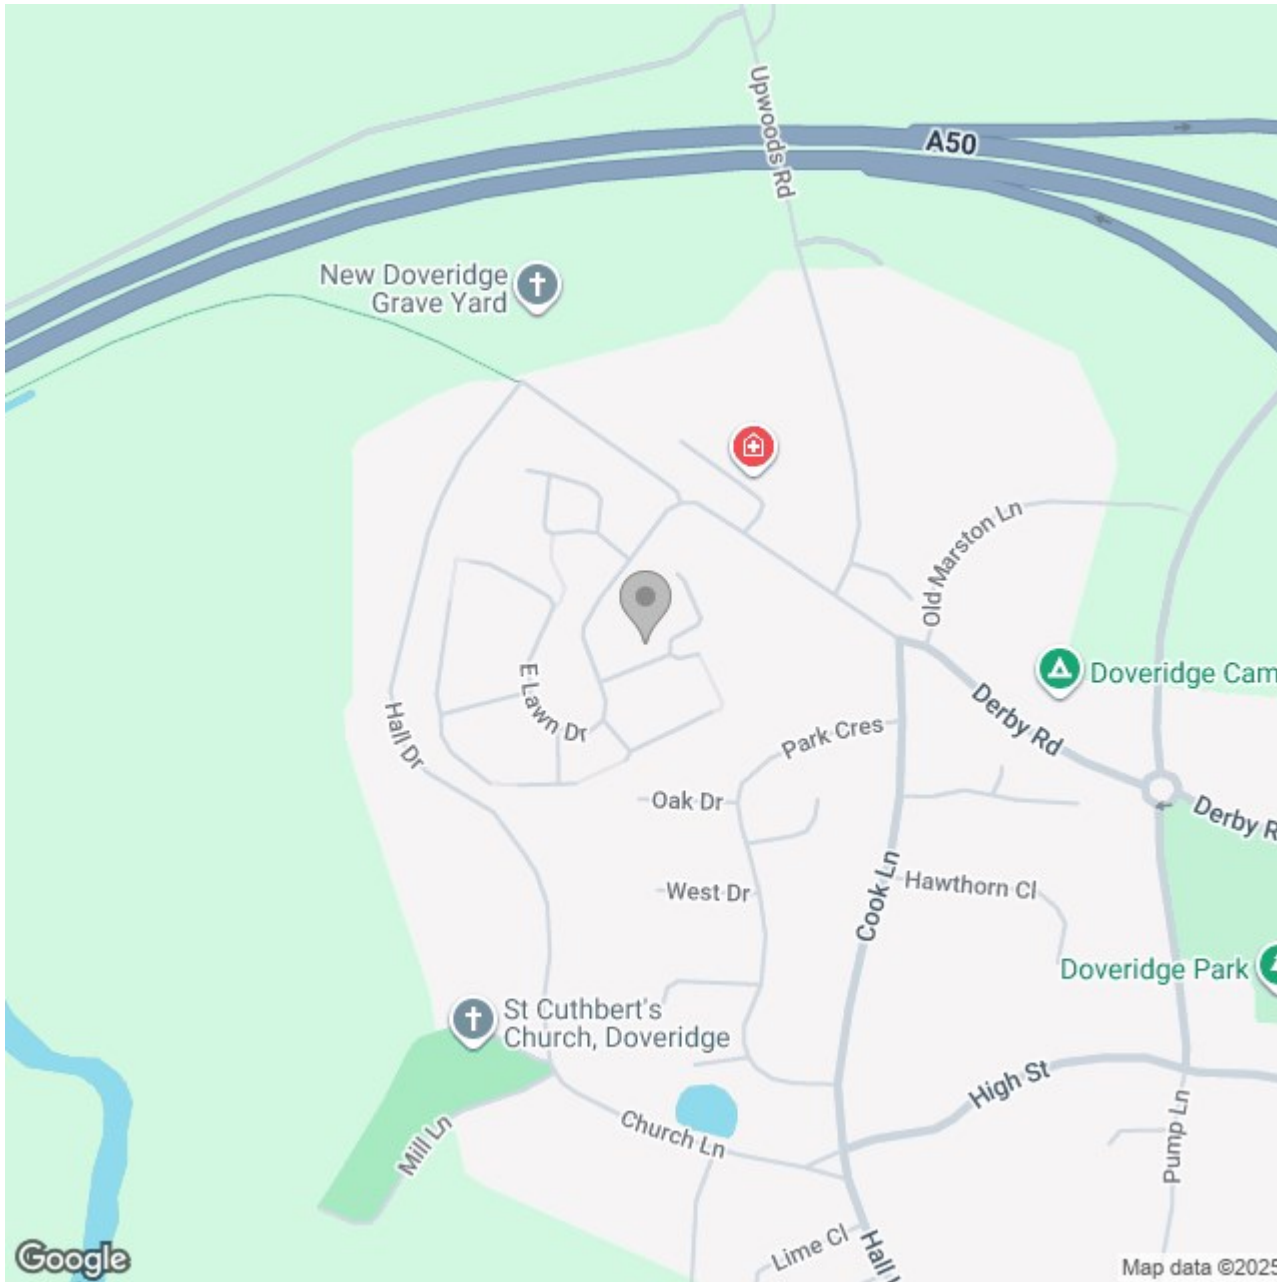 Upwoods Rd
A50
New Doveridge
Grave Yard
Old Marston Ln
Doveridge Cam
E Lawn Dr
Hall Dr
Derby Rd
Park Cres
Oak Dr
Derby R
West Dr
Cook Ln
Hawthorn Cl
Doveridge Park
St Cuthbert's
Church, Doveridge
High St
Mill Ln
Church Ln
Pump Ln
Lime Cl
Hall
Google
Map data ©2025